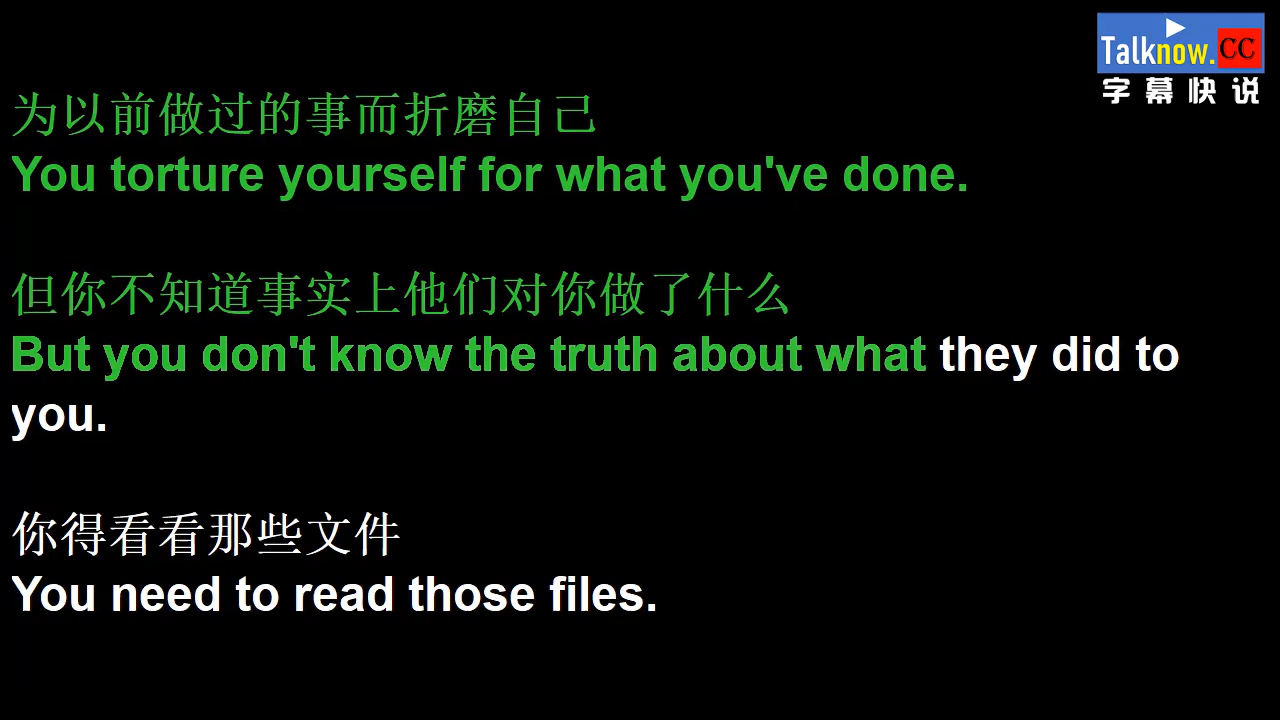 Talknow.CC
字幕快说
为以前做过的事而折磨自己
You torture yourself for what you've done.
但你不知道事实上他们对你做了什么
But you don't know the truth about what they did to
you.
你得看看那些文件
You need to read those files.